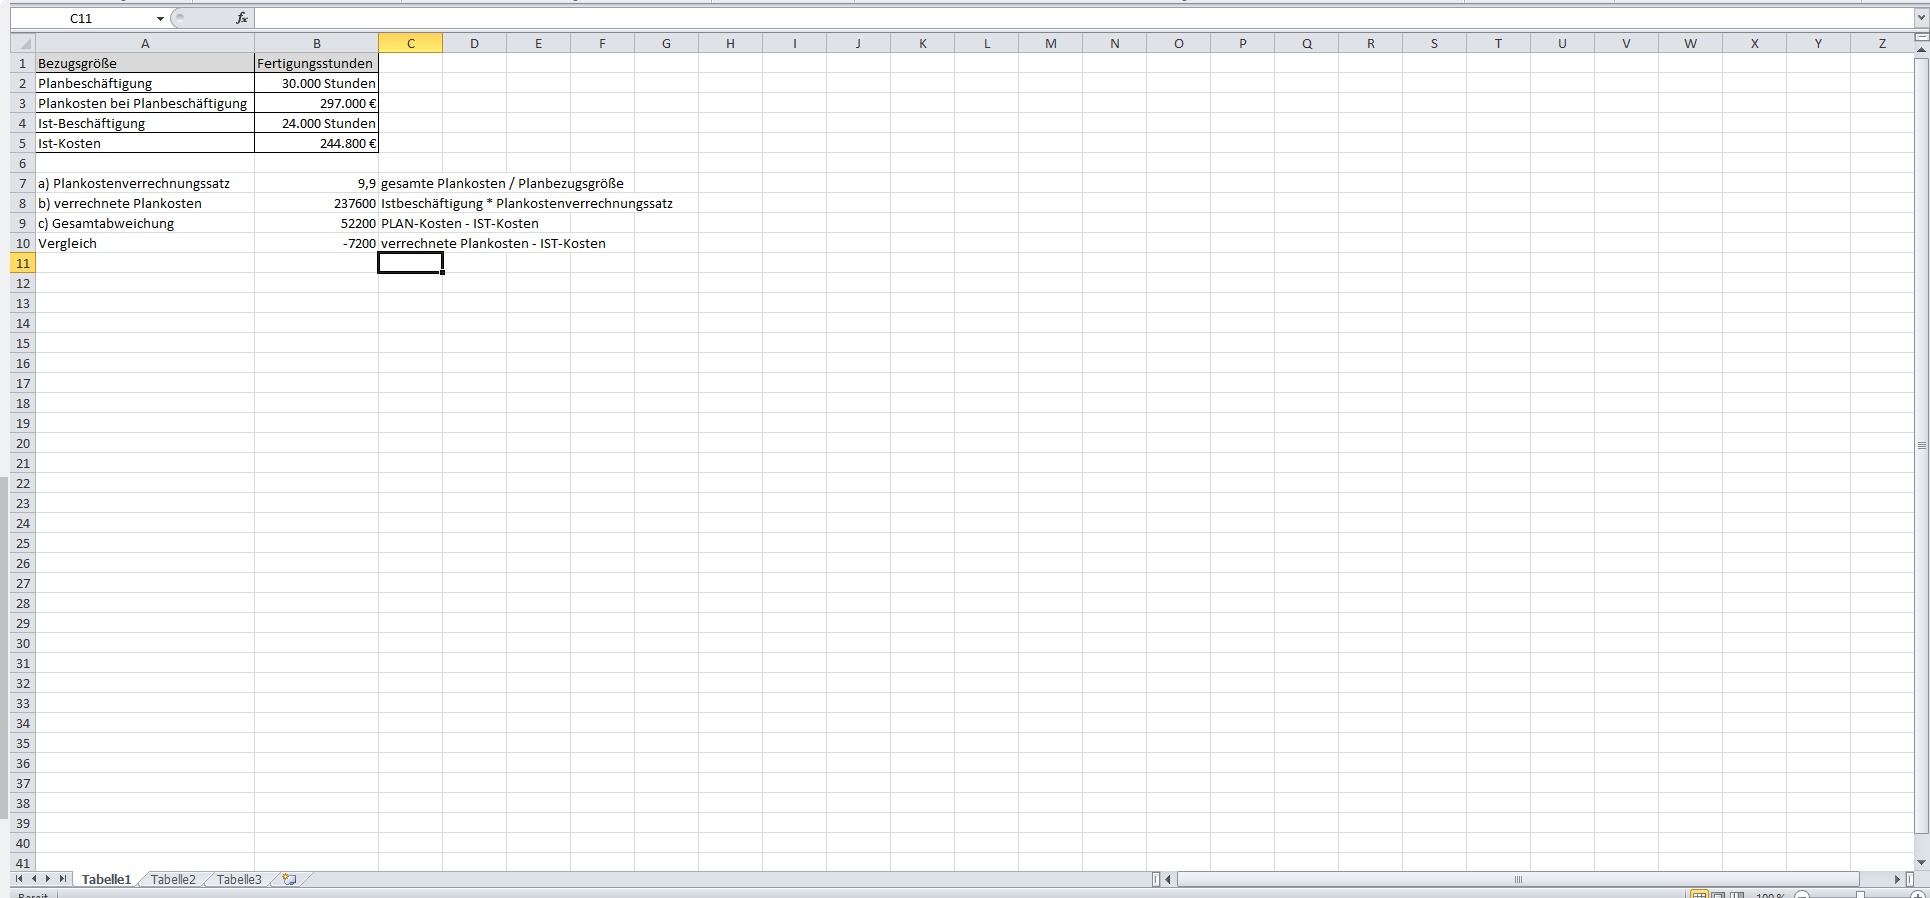 C11 fx
A B C D E F G H I J K L M N O P Q R S T U V W X Y Z
1 Bezugsgröße Fertigungsstunden
2 Planbeschäftigung 30.000 Stunden
3 Plankosten bei Planbeschäftigung 297.000 €
4 Ist-Beschäftigung 24.000 Stunden
5 Ist-Kosten 244.800 €
6
7 a) Plankostenverrechnungssatz 9,9 gesamte Plankosten / Planbezugsgröße
8 b) verrechnete Plankosten 237600 Istbeschäftigung * Plankostenverrechnungssatz
9 c) Gesamtabweichung 52200 PLAN-Kosten - IST-Kosten
10 Vergleich -7200 verrechnete Plankosten - IST-Kosten
11
12
13
14
15
16
17
18
19
20
21
22
23
24
25
26
27
28
29
30
31
32
33
34
35
36
37
38
39
40
41
Tabelle1 Tabelle2 Tabelle3
Bereit 100 %